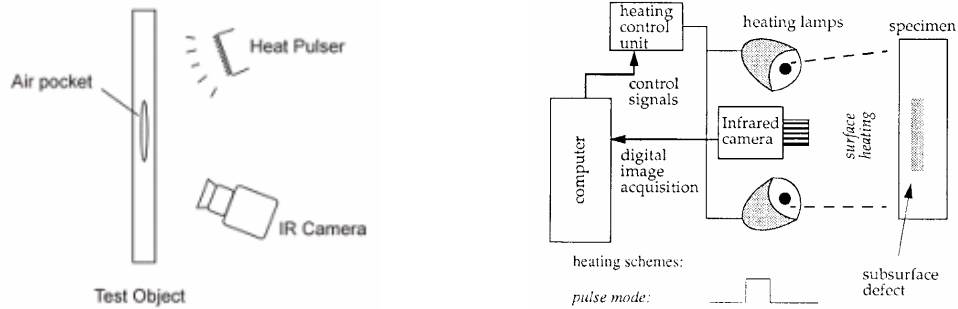 Heat Pulser
Air pocket
IR Camera
Test Object
heating
control
unit
heating lamps
specimen
control
signals
Infrared
camera
surface
heating
computer
digital
image
acquisition
heating schemes:
subsurface
defect
pulse mode: